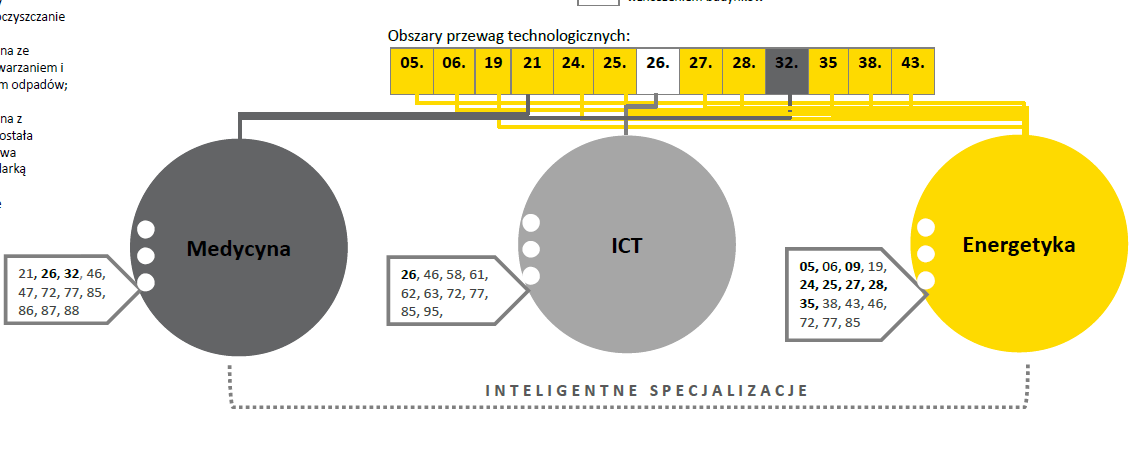 oczyszczanie
na ze
warzaniem i
m odpadów;
na z
ostała
wa
larką
Obszary przewag technologicznych:
05. 06. 19 21 24. 25. 26. 27. 28. 32. 35 38. 43.
Medycyna
ICT
Energetyka
21, 26, 32, 46,
47, 72, 77, 85,
86, 87, 88
26, 46, 58, 61,
62, 63, 72, 77,
85, 95,
05, 06, 09, 19,
24, 25, 27, 28,
35, 38, 43, 46,
72, 77, 85
INTELIGENTNE SPECJALIZACJE